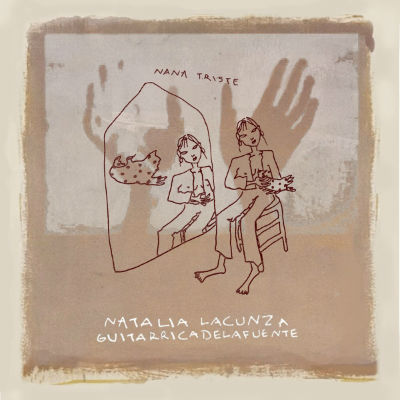 NANA TRISTE
NATALIA LACUNZA
GUITARRICADELAFUENTE